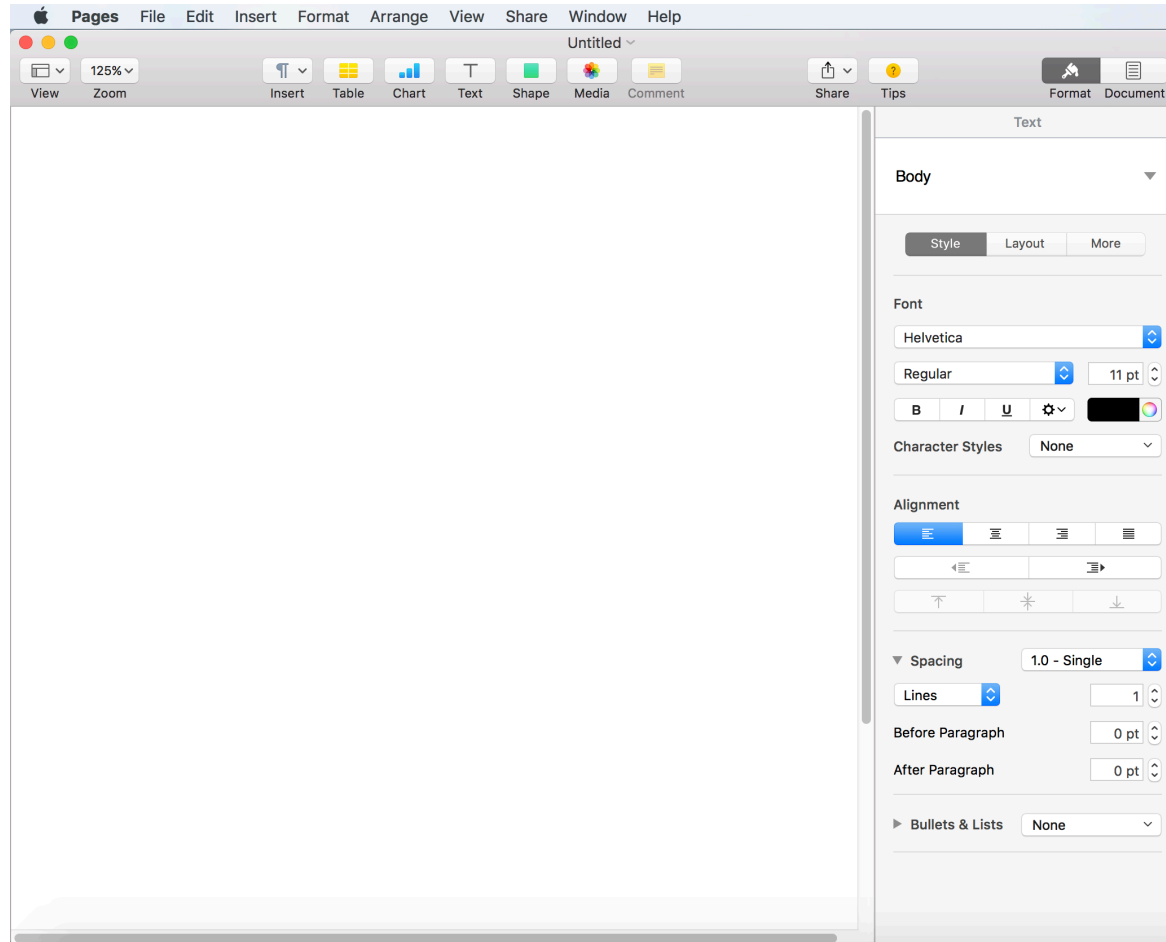 Pages File Edit Insert Format Arrange View Share Window Help
Untitled
125%
View Zoom Insert Table Chart Text Shape Media Comment Share Tips Format Document
Text
Body
Style Layout More
Font
Helvetica
Regular 11 pt
B I U
Character Styles None
Alignment
Spacing 1.0 - Single
Lines 1
Before Paragraph 0 pt
After Paragraph 0 pt
Bullets & Lists None